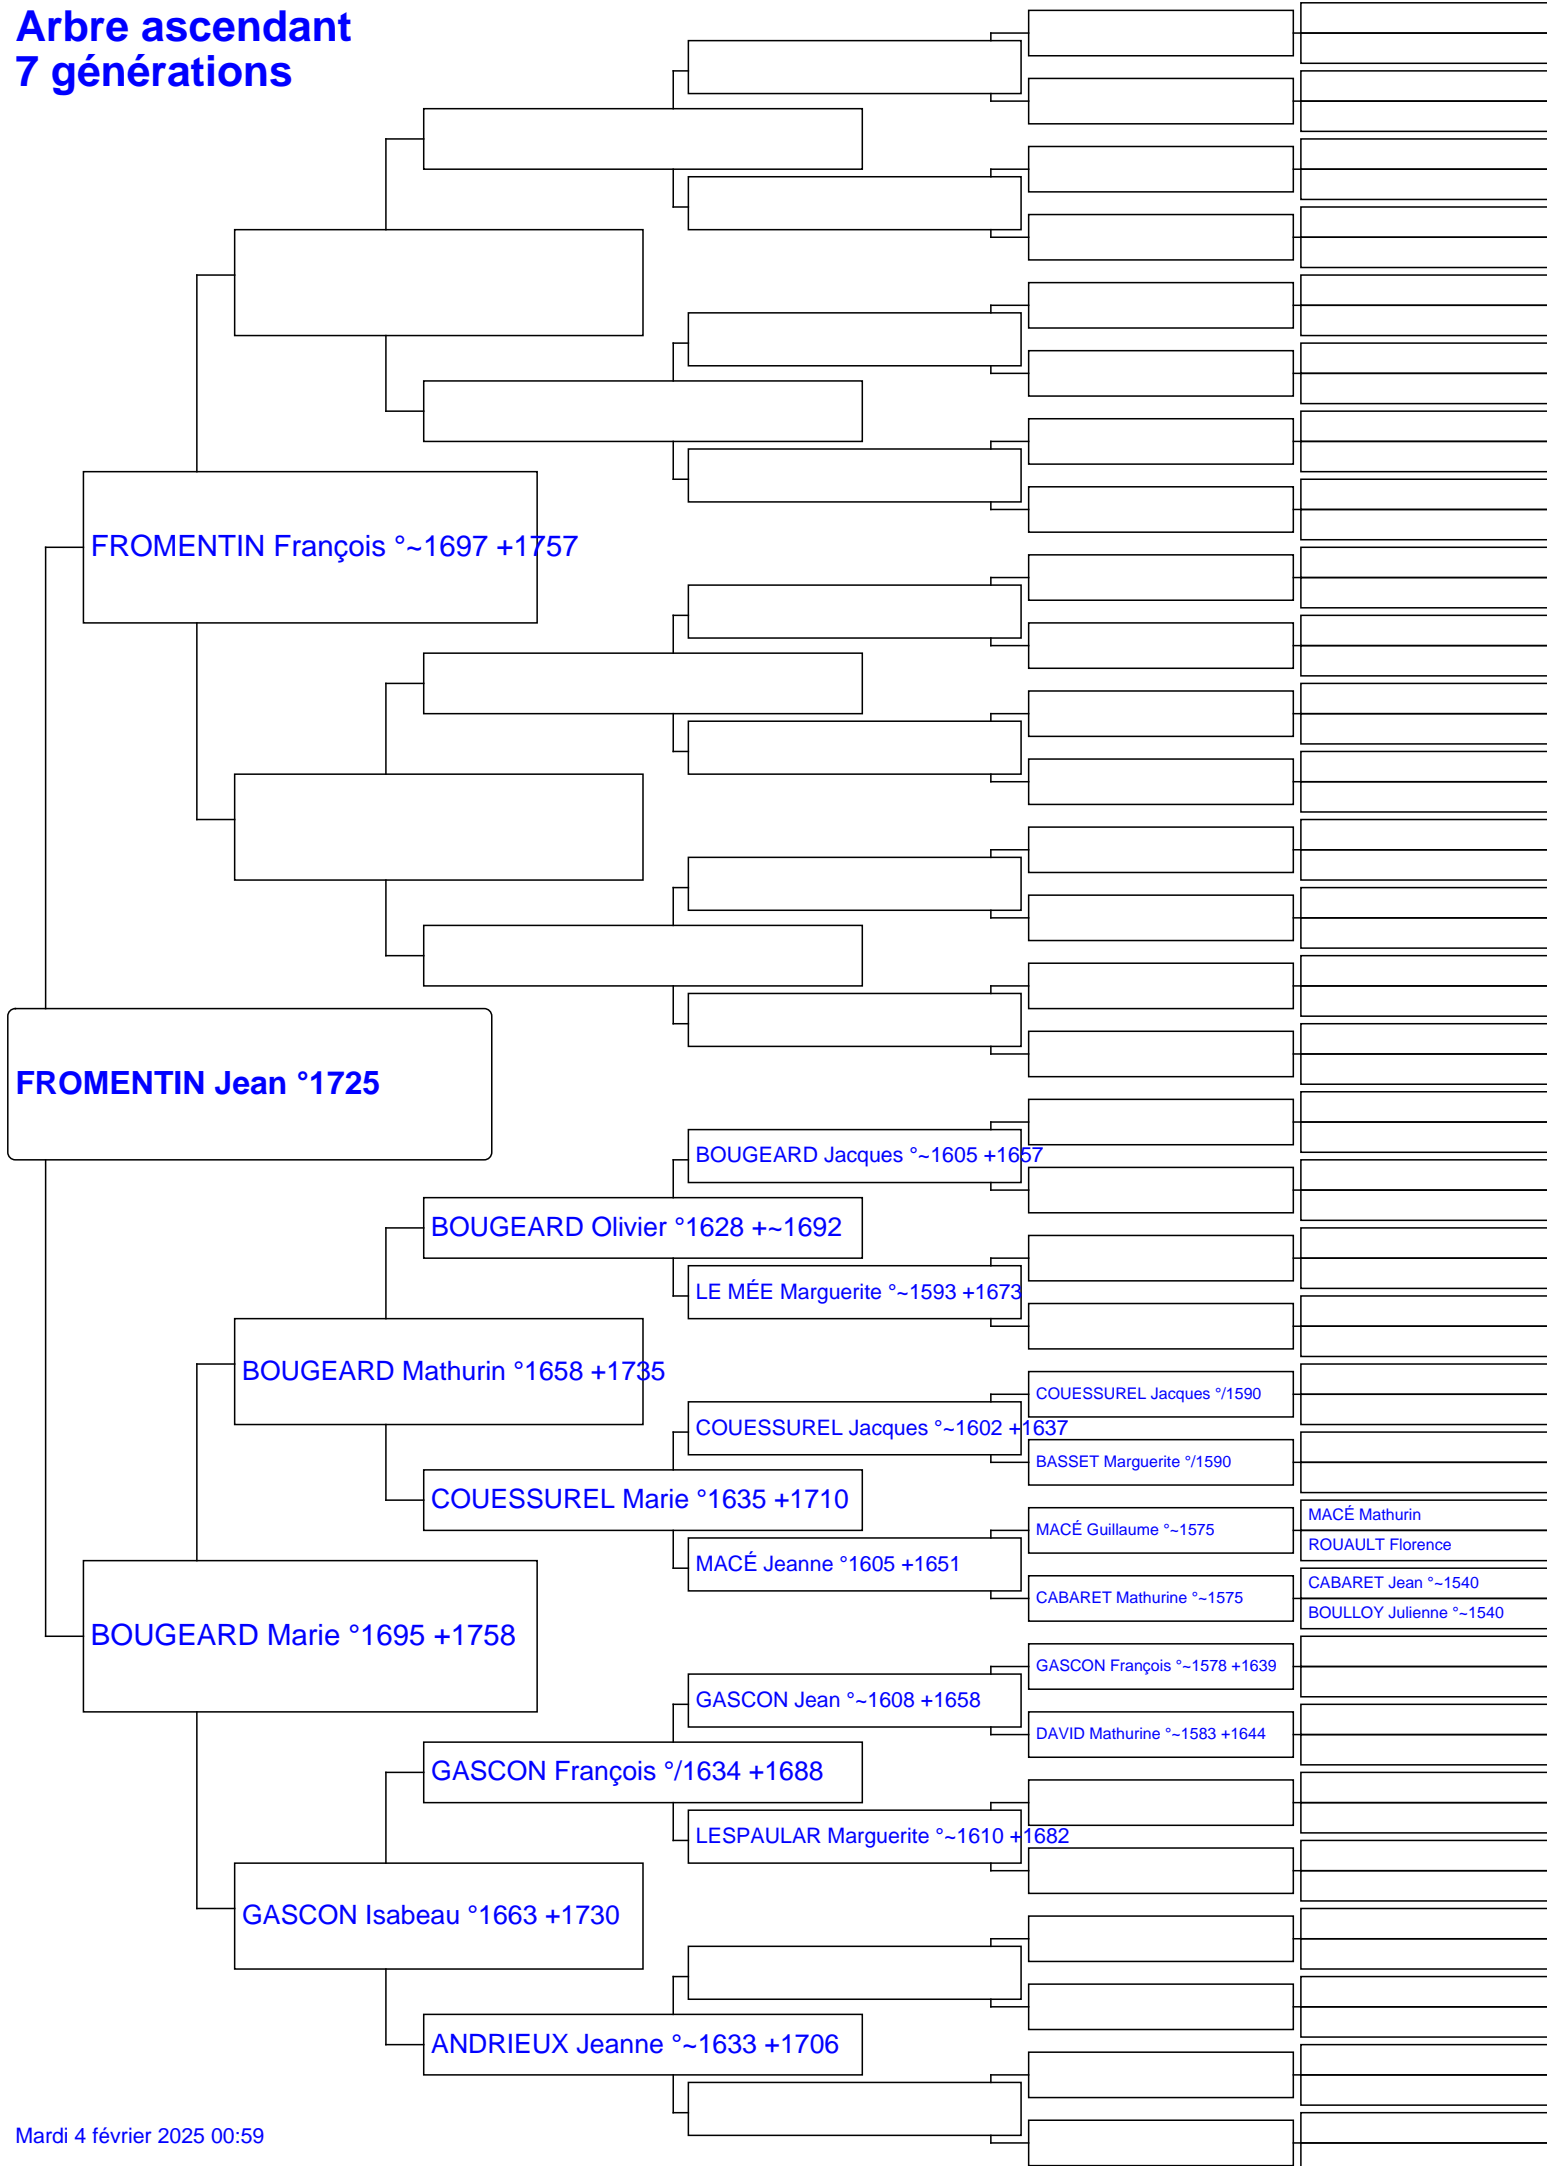 Arbre ascendant
7 générations
FROMENTIN François °~1697 +1757
FROMENTIN Jean °1725
BOUGEARD Jacques °~1605 +1657
BOUGEARD Olivier °1628 +~1692
LE MÉE Marguerite °~1593 +1673
BOUGEARD Mathurin °1658 +1735
COUESSUREL Jacques °/1590
COUESSUREL Jacques °~1602 +1637
BASSET Marguerite °/1590
COUESSUREL Marie °1635 +1710
MACÉ Mathurin
MACÉ Guillaume °~1575
ROUAULT Florence
MACÉ Jeanne °1605 +1651
CABARET Jean °~1540
CABARET Mathurine °~1575
BOULLOY Julienne °~1540
BOUGEARD Marie °1695 +1758
GASCON François °~1578 +1639
GASCON Jean °~1608 +1658
DAVID Mathurine °~1583 +1644
GASCON François °/1634 +1688
LESPAULAR Marguerite °~1610 +1682
GASCON Isabeau °1663 +1730
ANDRIEUX Jeanne °~1633 +1706
Mardi 4 février 2025 00:59